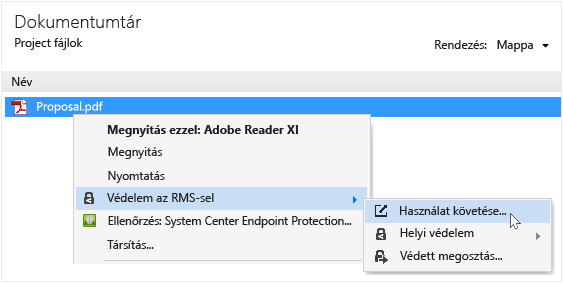 Dokumentumtár
Project fájlok
Rendezés: Mappa
Név
Proposal.pdf
Megnyitás ezzel: Adobe Reader XI
Megnyitás
Nyomtatás
Védelem az RMS-sel
Ellenőrzés: System Center Endpoint Protection...
Társítás...
Használat követése...
Helyi védelem
Védett megosztás...